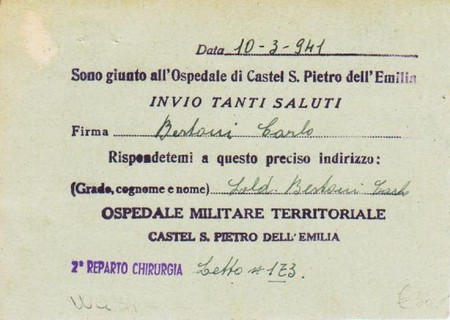 Data 10-3-941
Sono giunto all'Ospedale di Castel S. Pietro dell'Emilia
INVIO TANTI SALUTI
Firma Bertoni Carlo
Rispondetemi a questo preciso indirizzo:
(Grado, cognome e nome) Sold. Bertoni
OSPEDALE MILITARE TERRITORIALE
CASTEL S. PIETRO DELL'EMILIA
2° REPARTO CHIRURGIA Letto n 173.